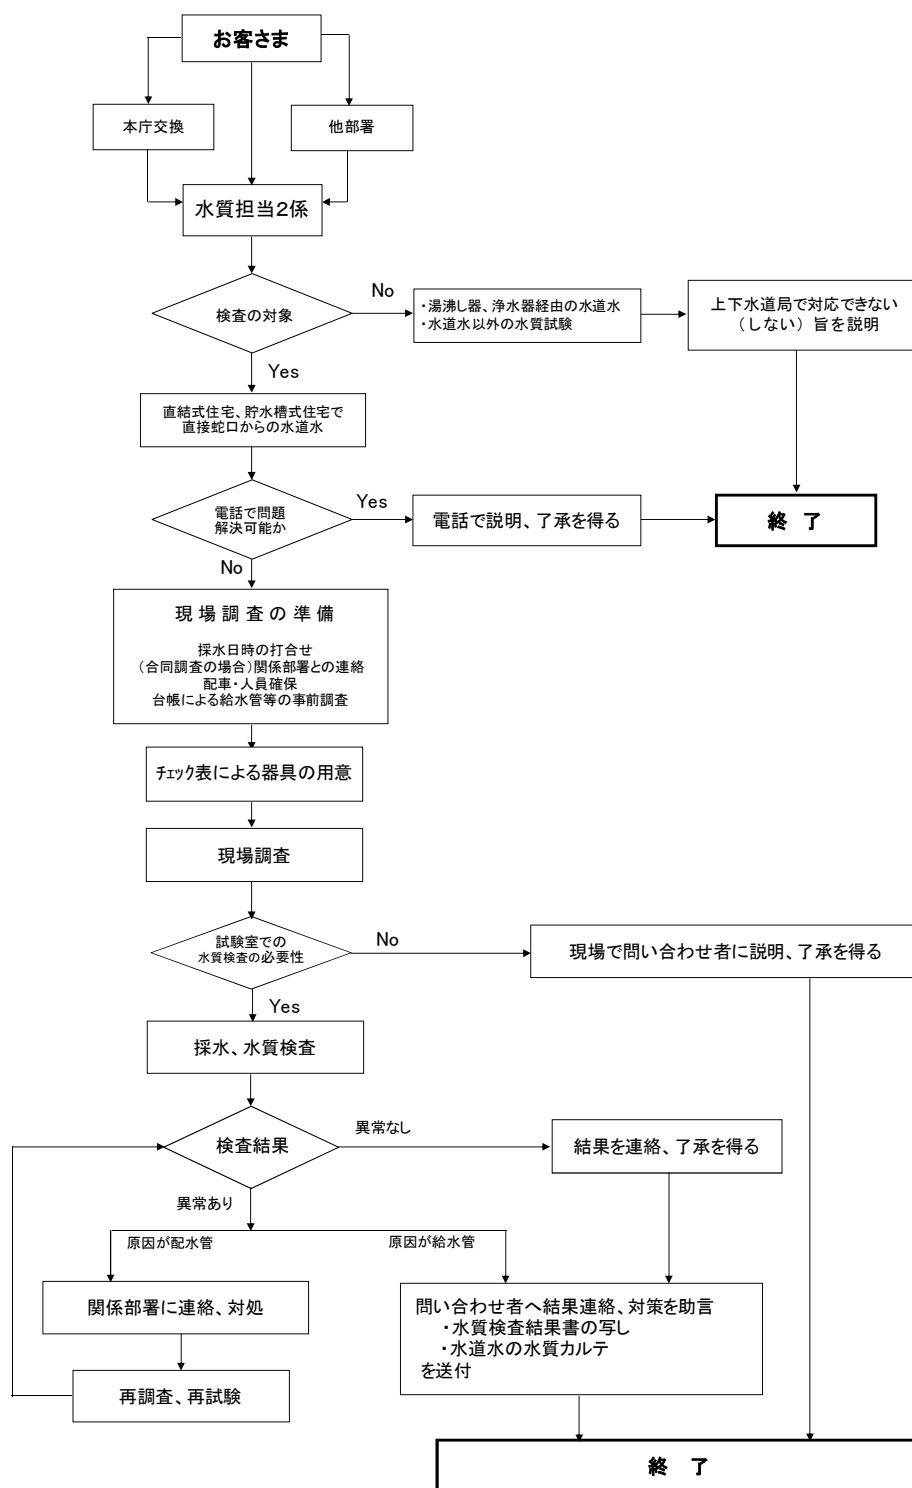 お客さま
本庁交換
他部署
水質担当2係
検査の対象
No
・湯沸し器、浄水器経由の水道水
・水道水以外の水質試験
上下水道局で対応できない
（しない）旨を説明
Yes
直結式住宅、貯水槽式住宅で
直接蛇口からの水道水
電話で問題
解決可能か
Yes
電話で説明、了承を得る
終 了
No
現 場 調 査 の 準 備
採水日時の打合せ
（合同調査の場合）関係部署との連絡
配車・人員確保
台帳による給水管等の事前調査
ﾁｪｯｸ表による器具の用意
現場調査
試験室での
水質検査の必要性
No
現場で問い合わせ者に説明、了承を得る
Yes
採水、水質検査
検査結果
異常なし
結果を連絡、了承を得る
異常あり
原因が配水管
原因が給水管
関係部署に連絡、対処
問い合わせ者へ結果連絡、対策を助言
・水質検査結果書の写し
・水道水の水質カルテ
を送付
再調査、再試験
終 了